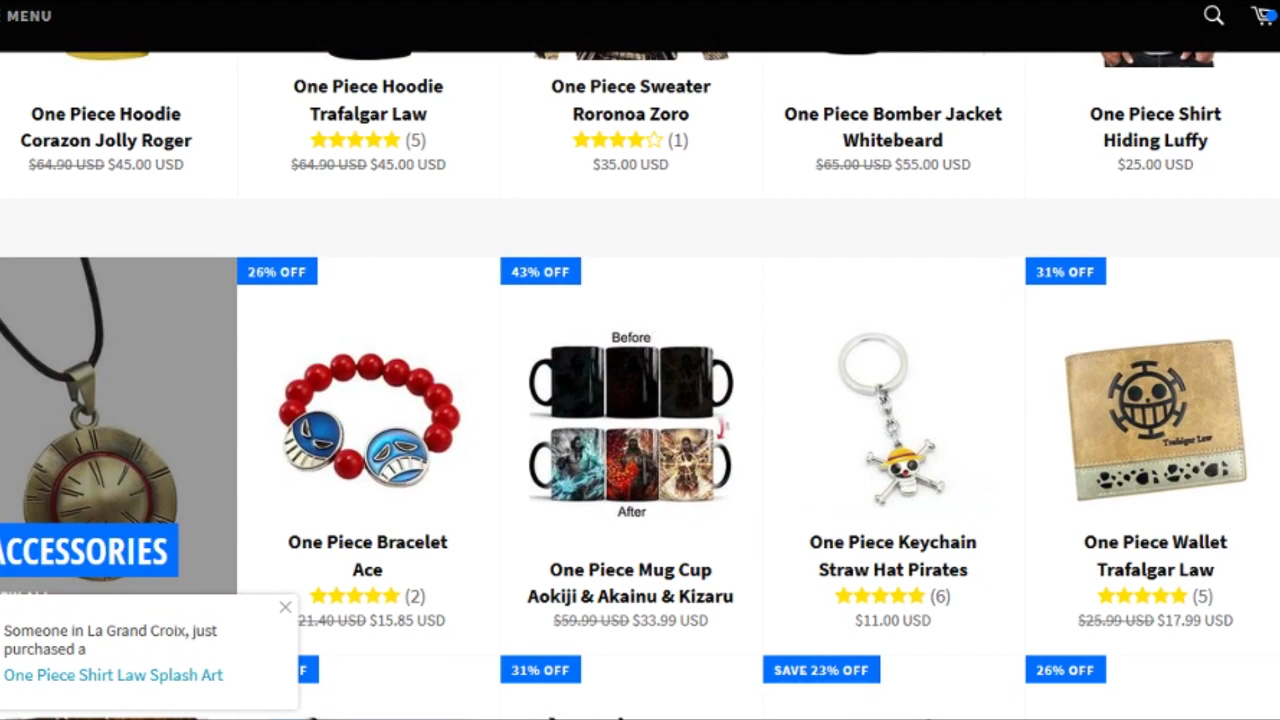 MENU
One Piece Hoodie
Corazon Jolly Roger
$64.90 USD $45.00 USD
One Piece Hoodie
Trafalgar Law
(5)
$64.90 USD $45.00 USD
One Piece Sweater
Roronoa Zoro
(1)
$35.00 USD
One Piece Bomber Jacket
Whitebeard
$65.00 USD $55.00 USD
One Piece Shirt
Hiding Luffy
$25.00 USD
ACCESSORIES
26% OFF
One Piece Bracelet
Ace
(2)
21.40 USD $15.85 USD
43% OFF
Before
After
One Piece Mug Cup
Aokiji & Akainu & Kizaru
$59.99 USD $33.99 USD
One Piece Keychain
Straw Hat Pirates
(6)
$11.00 USD
31% OFF
Trafalgar Law
One Piece Wallet
Trafalgar Law
(5)
$25.99 USD $17.99 USD
Someone in La Grand Croix, just
purchased a
One Piece Shirt Law Splash Art
31% OFF
SAVE 23% OFF
26% OFF